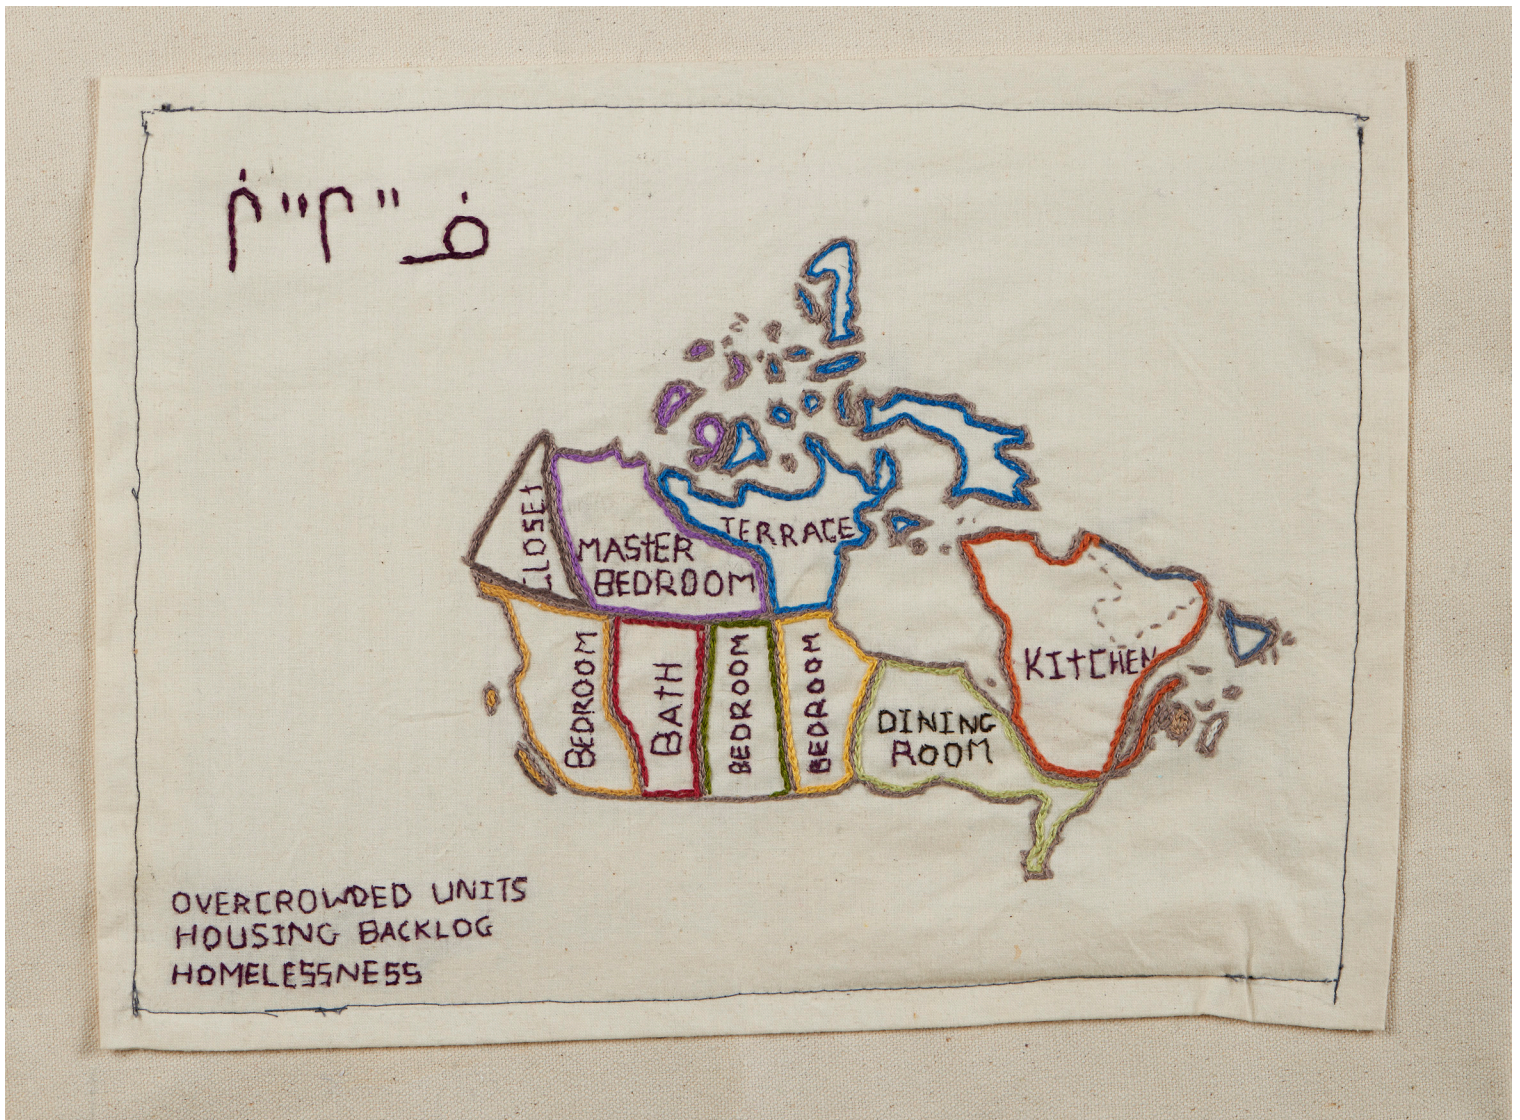 ᒌ"ᒋ"ᓈ
CLOSET
MASTER
BEDROOM
TERRACE
BEDROOM
BATH
BEDROOM
BEDROOM
DINING
ROOM
KITCHEN
OVERCROWDED UNITS
HOUSING BACKLOG
HOMELESSNESS